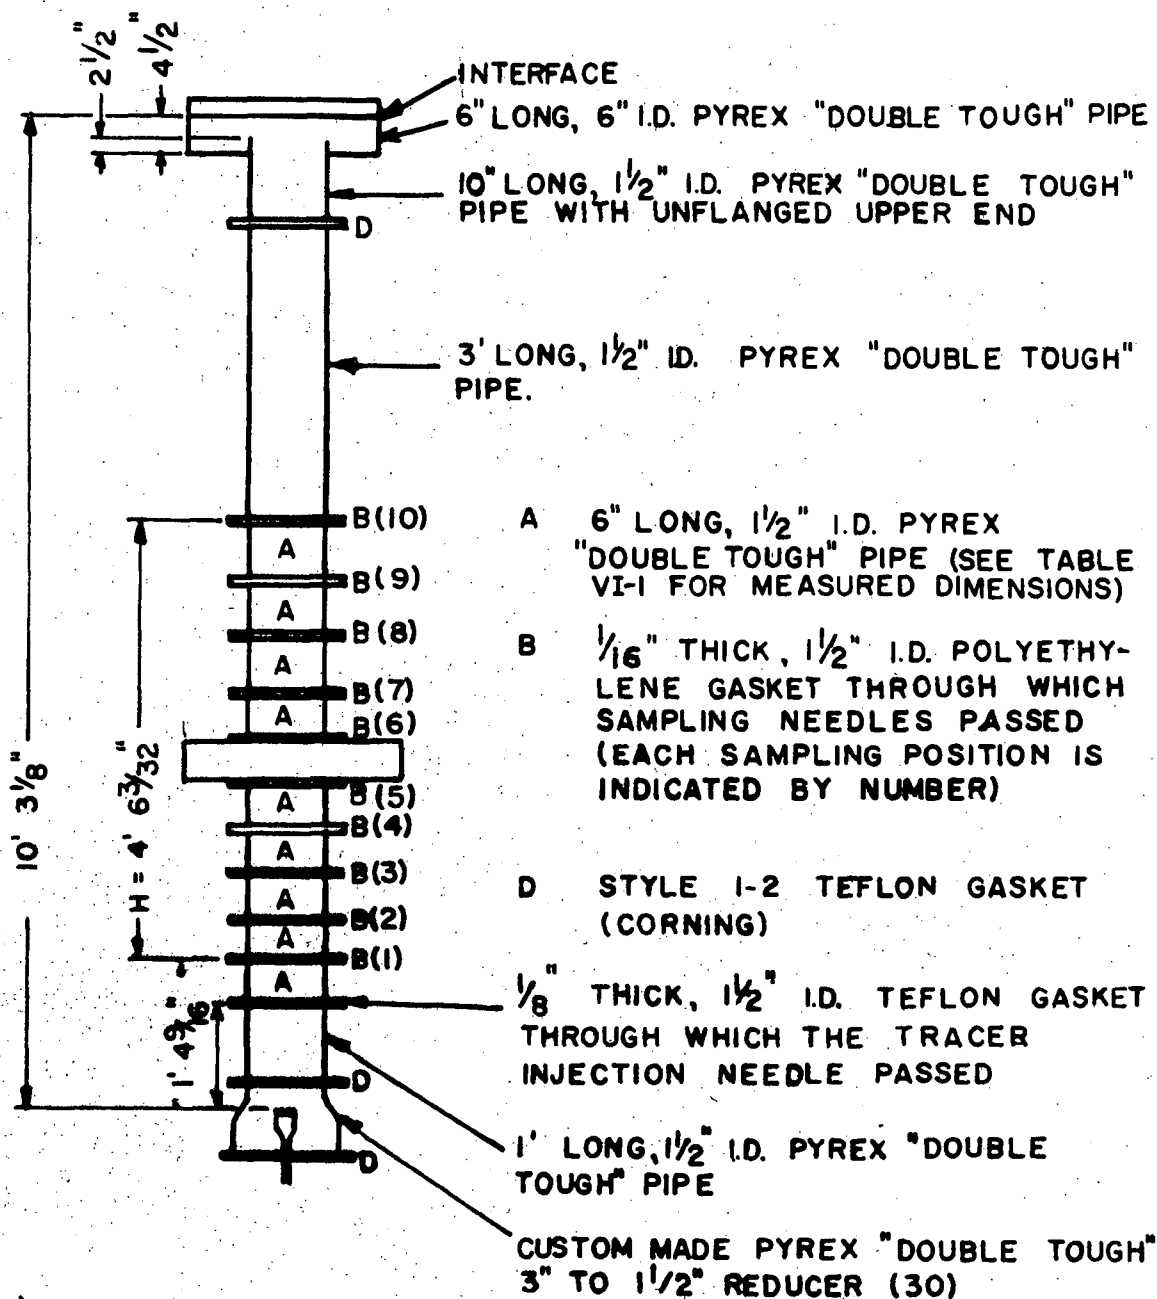 2 1/2"
4 1/2"
INTERFACE
6" LONG, 6" I.D. PYREX "DOUBLE TOUGH" PIPE
10" LONG, 1 1/2" I.D. PYREX "DOUBLE TOUGH"
PIPE WITH UNFLANGED UPPER END
D
3' LONG, 1 1/2" I.D. PYREX "DOUBLE TOUGH"
PIPE.
10' 3 1/8"
H = 4' 6 3/32"
1' 4 9/16"
B(10)
A
B(9)
A
B(8)
A
B(7)
A
B(6)
B(5)
A
B(4)
A
B(3)
A
B(2)
A
B(1)
A
D
D
A 6" LONG, 1 1/2" I.D. PYREX
"DOUBLE TOUGH" PIPE (SEE TABLE
VI-I FOR MEASURED DIMENSIONS)
B 1/16" THICK, 1 1/2" I.D. POLYETHY-
LENE GASKET THROUGH WHICH
SAMPLING NEEDLES PASSED
(EACH SAMPLING POSITION IS
INDICATED BY NUMBER)
D STYLE 1-2 TEFLON GASKET
(CORNING)
1/8" THICK, 1 1/2" I.D. TEFLON GASKET
THROUGH WHICH THE TRACER
INJECTION NEEDLE PASSED
1' LONG, 1 1/2" I.D. PYREX "DOUBLE
TOUGH" PIPE
CUSTOM MADE PYREX "DOUBLE TOUGH"
3" TO 1 1/2" REDUCER (30)